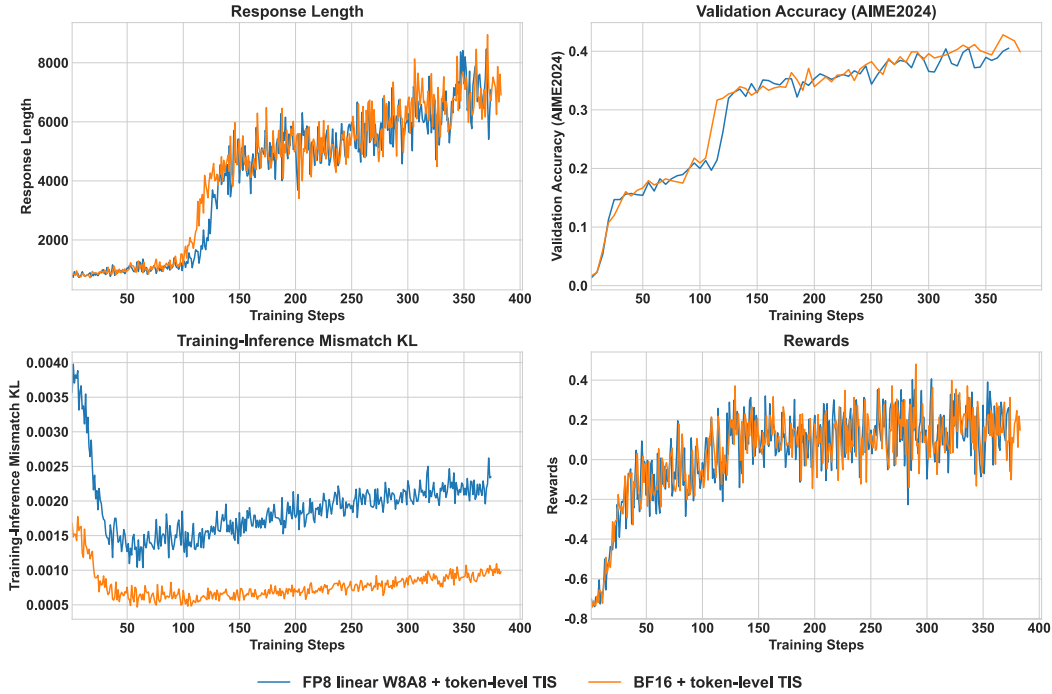 Response Length
Response Length
8000
6000
4000
2000
50 100 150 200 250 300 350 400
Training Steps
Validation Accuracy (AIME2024)
Validation Accuracy (AIME2024)
0.4
0.3
0.2
0.1
0.0
50 100 150 200 250 300 350
Training Steps
Training-Inference Mismatch KL
Training-Inference Mismatch KL
0.0040
0.0035
0.0030
0.0025
0.0020
0.0015
0.0010
0.0005
50 100 150 200 250 300 350 400
Training Steps
Rewards
Rewards
0.4
0.2
0.0
-0.2
-0.4
-0.6
-0.8
50 100 150 200 250 300 350 400
Training Steps
FP8 linear W8A8 + token-level TIS
BF16 + token-level TIS